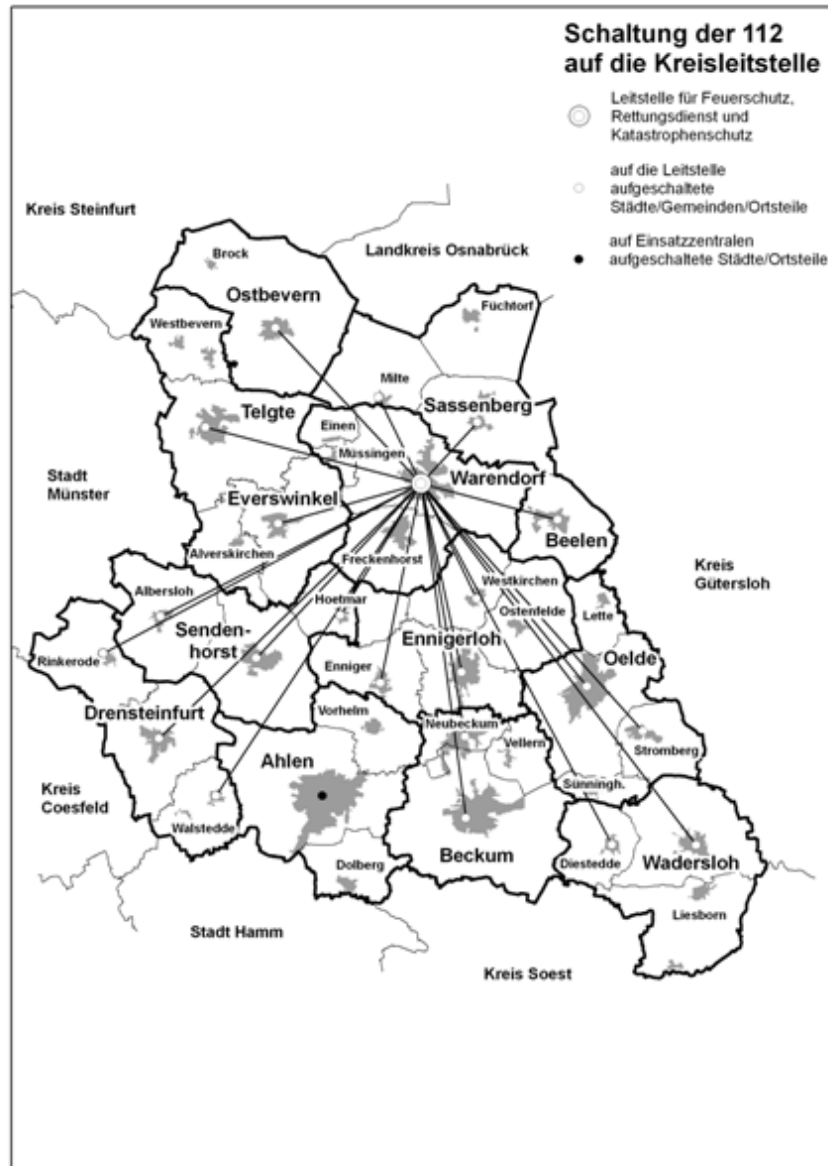 Schaltung der 112
auf die Kreisleitstelle
Leitstelle für Feuerschutz,
Rettungsdienst und
Katastrophenschutz
auf die Leitstelle
aufgeschaltete
Städte/Gemeinden/Ortsteile
auf Einsatzzentralen
aufgeschaltete Städte/Ortsteile
Kreis Steinfurt
Landkreis Osnabrück
Brock
Ostbevern
Füchtorf
Westbevern
Milte
Sassenberg
Telgte
Einen
Müssingen
Stadt
Münster
Warendorf
Everswinkel
Beelen
Alverskirchen
Freckenhorst
Kreis
Gütersloh
Westkirchen
Albersloh
Hoetmar
Ostenfelde
Lette
Senden-
horst
Ennigerloh
Rinkerode
Enniger
Oelde
Drensteinfurt
Vorhelm
Neubeckum
Vellern
Stromberg
Ahlen
Kreis
Coesfeld
Sünningh.
Walstedde
Beckum
Diestedde
Wadersloh
Dolberg
Liesborn
Stadt Hamm
Kreis Soest